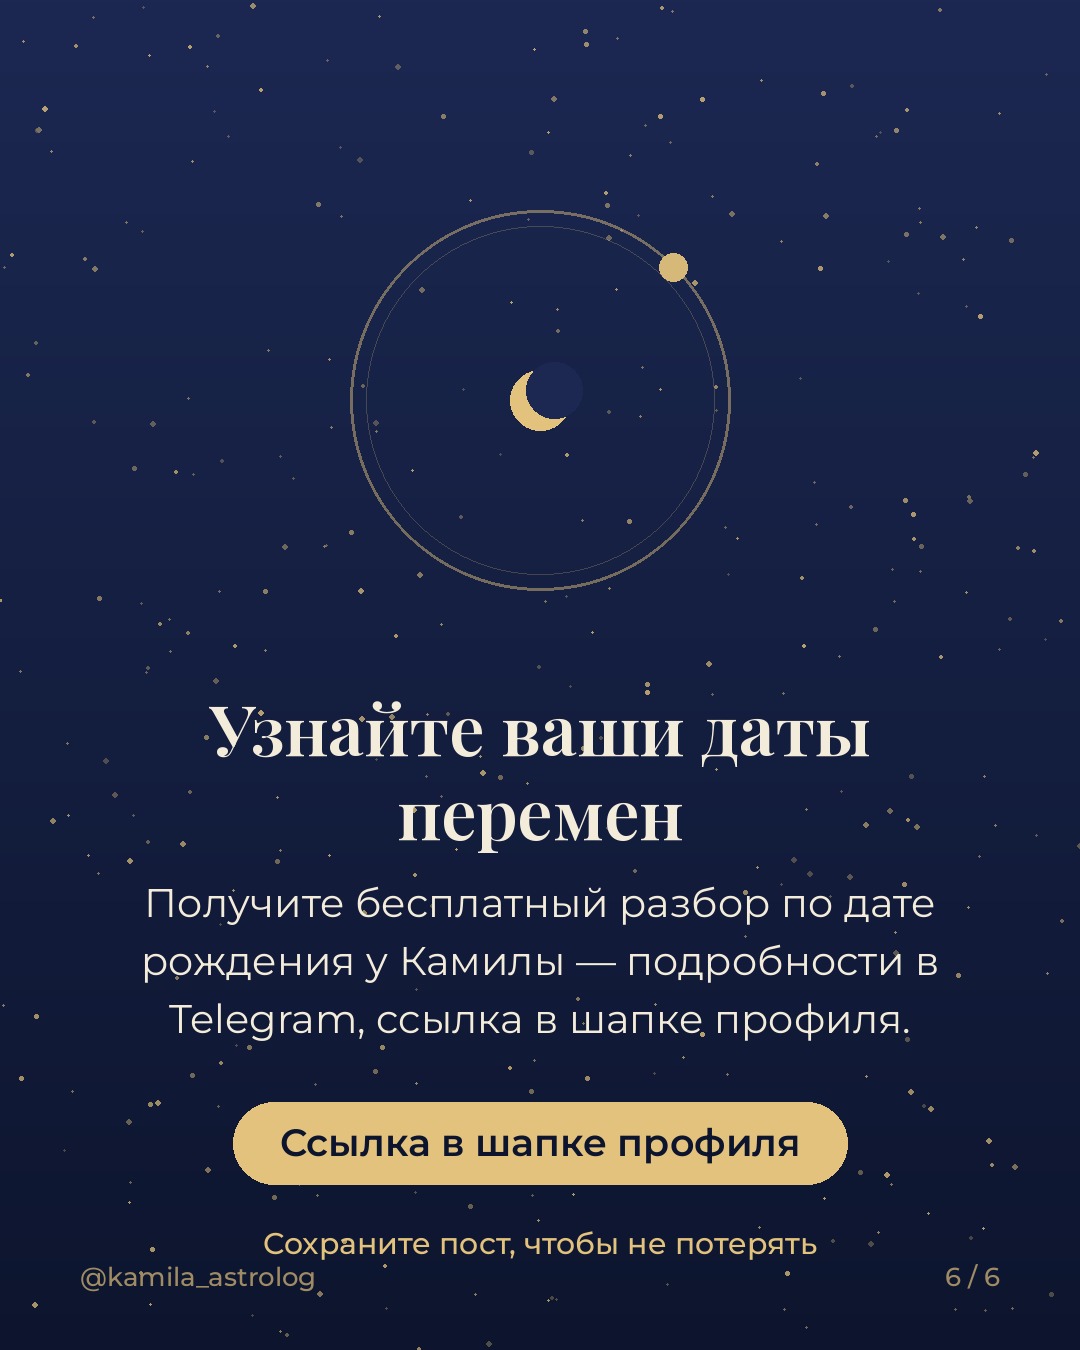 Узнайте ваши даты
перемен
Получите бесплатный разбор по дате
рождения у Камилы — подробности в
Telegram, ссылка в шапке профиля.
Ссылка в шапке профиля
Сохраните пост, чтобы не потерять
@kamila_astrolog
6 / 6